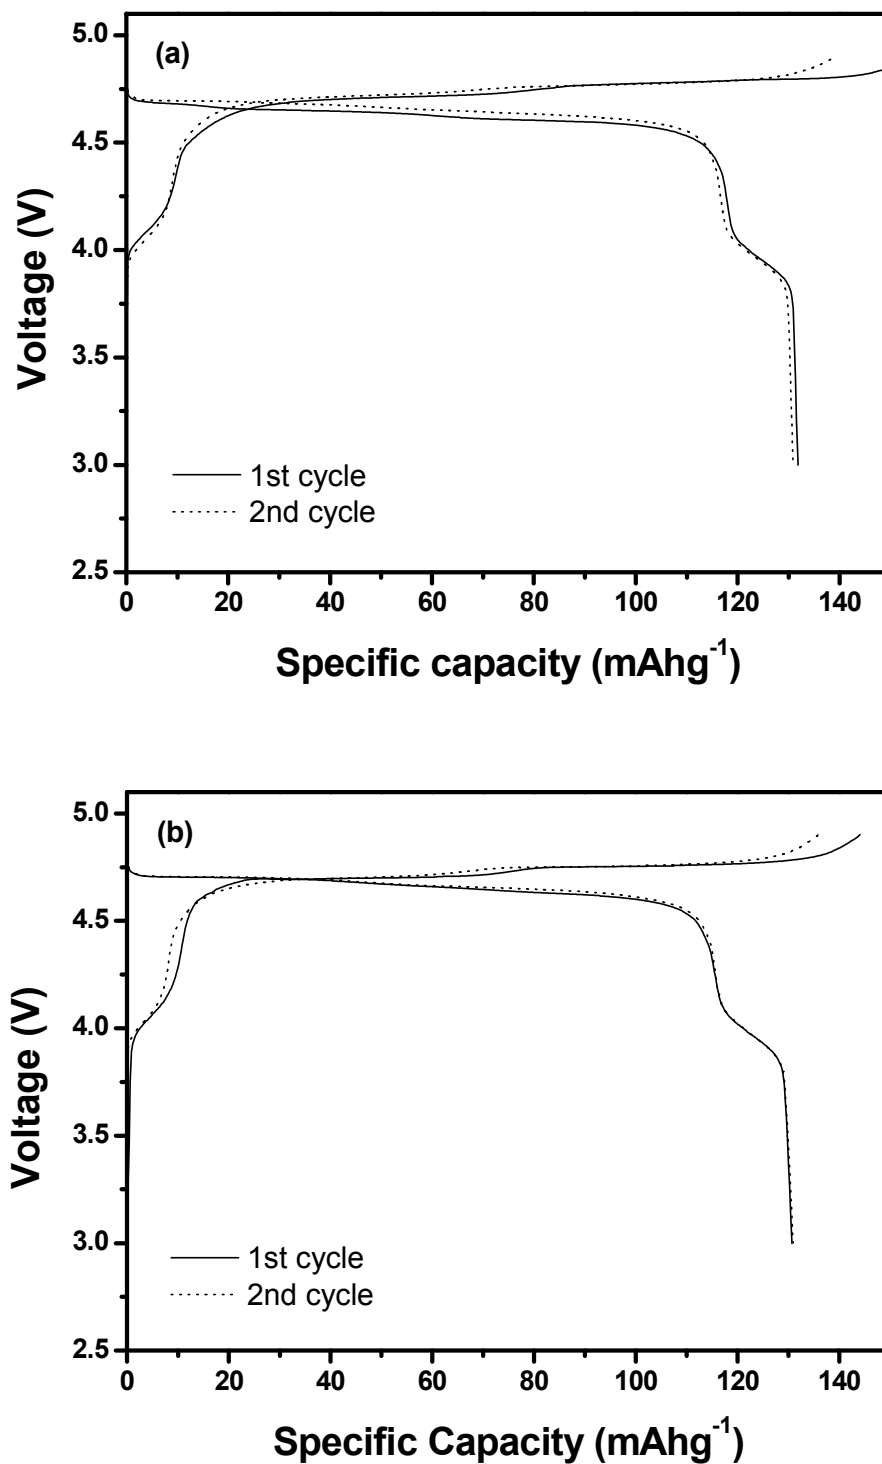 (a)
5.0
4.5
4.0
3.5
3.0
2.5
Voltage (V)
1st cycle
2nd cycle
0 20 40 60 80 100 120 140
Specific capacity (mAhg⁻¹)
(b)
5.0
4.5
4.0
3.5
3.0
2.5
Voltage (V)
1st cycle
2nd cycle
0 20 40 60 80 100 120 140
Specific Capacity (mAhg⁻¹)